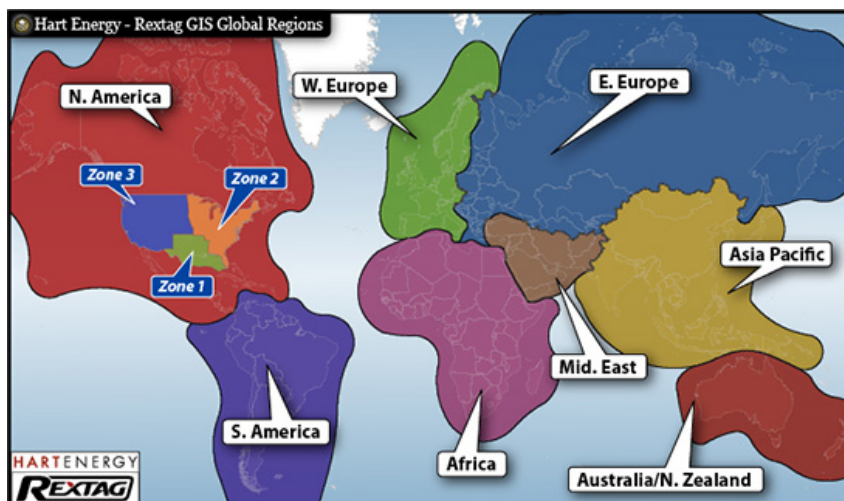 Hart Energy - Rextag GIS Global Regions
N. America
W. Europe
E. Europe
Zone 3
Zone 2
Zone 1
Asia Pacific
Mid. East
S. America
Africa
Australia/N. Zealand
HARTENERGY
REXTAG